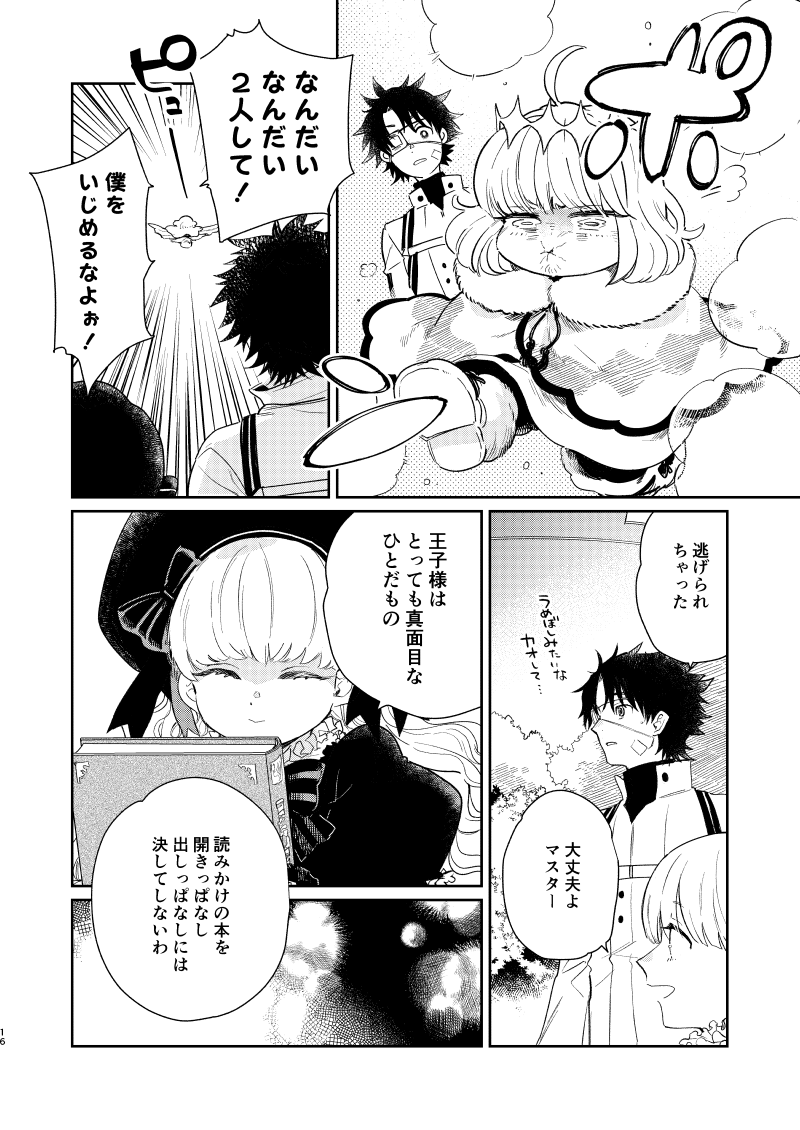 ポ
なんだい
なんだい
2人して！
ピュー
僕を
いじめるなよぉ！
逃げられ
ちゃった
うめぼしみたいな
カオして…
大丈夫よ
マスター
王子様は
とっても真面目な
ひとだもの
読みかけの本を
開きっぱなし
出しっぱなしには
決してしないわ
16